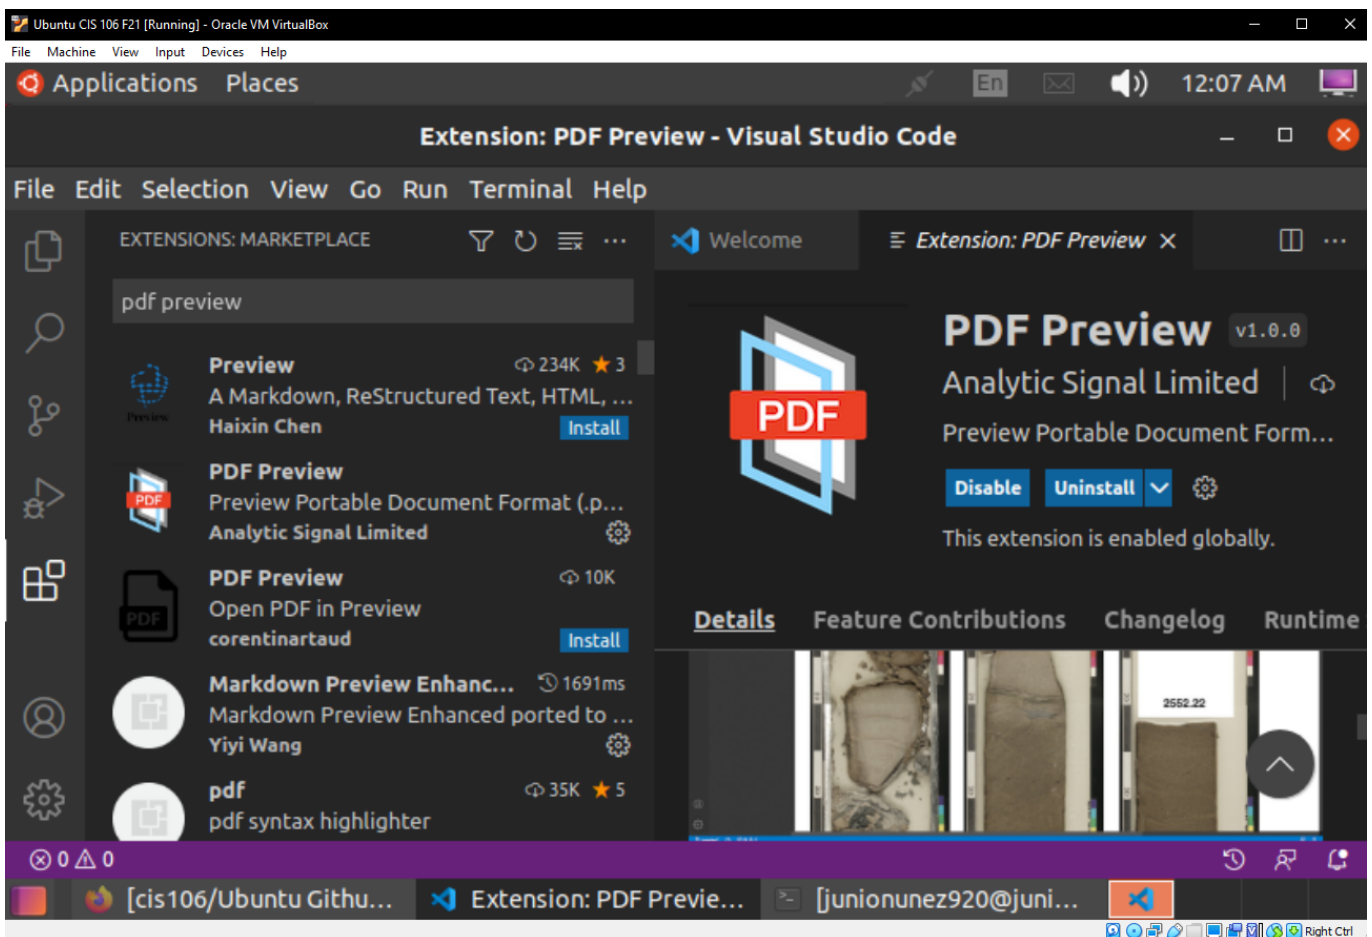 Ubuntu CIS 106 F21 [Running] - Oracle VM VirtualBox
File Machine View Input Devices Help
Applications Places En 12:07 AM
Extension: PDF Preview - Visual Studio Code
File Edit Selection View Go Run Terminal Help
EXTENSIONS: MARKETPLACE
pdf preview
Preview 234K ★ 3
A Markdown, ReStructured Text, HTML, ...
Haixin Chen Install
Preview
PDF Preview
Preview Portable Document Format (.p...
Analytic Signal Limited
PDF
PDF Preview 10K
Open PDF in Preview
corentinartaud Install
PDF
Markdown Preview Enhanc... 1691ms
Markdown Preview Enhanced ported to ...
Yiyi Wang
pdf 35K ★ 5
pdf syntax highlighter
Welcome Extension: PDF Preview
PDF
PDF Preview v1.0.0
Analytic Signal Limited
Preview Portable Document Form...
Disable Uninstall
This extension is enabled globally.
Details Feature Contributions Changelog Runtime
2552.22
0 0
[cis106/Ubuntu Githu... Extension: PDF Previe... [junionunez920@juni...
Right Ctrl